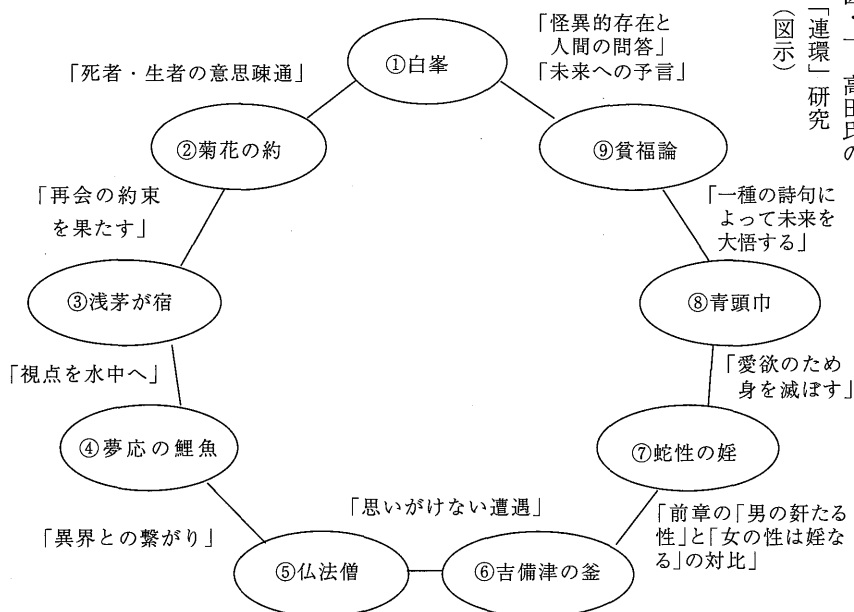 高田氏の
「連環」研究
（図示）
①白峯
「怪異的存在と
人間の問答」
「未来への予言」
⑨貧福論
「一種の詩句に
よって未来を
大悟する」
⑧青頭巾
「愛欲のため
身を滅ぼす」
⑦蛇性の婬
「前章の「男の姧たる
性」と「女の性は婬な
る」の対比」
⑥吉備津の釜
「思いがけない遭遇」
⑤仏法僧
「異界との繋がり」
④夢応の鯉魚
「視点を水中へ」
③浅茅が宿
「再会の約束
を果たす」
②菊花の約
「死者・生者の意思疎通」